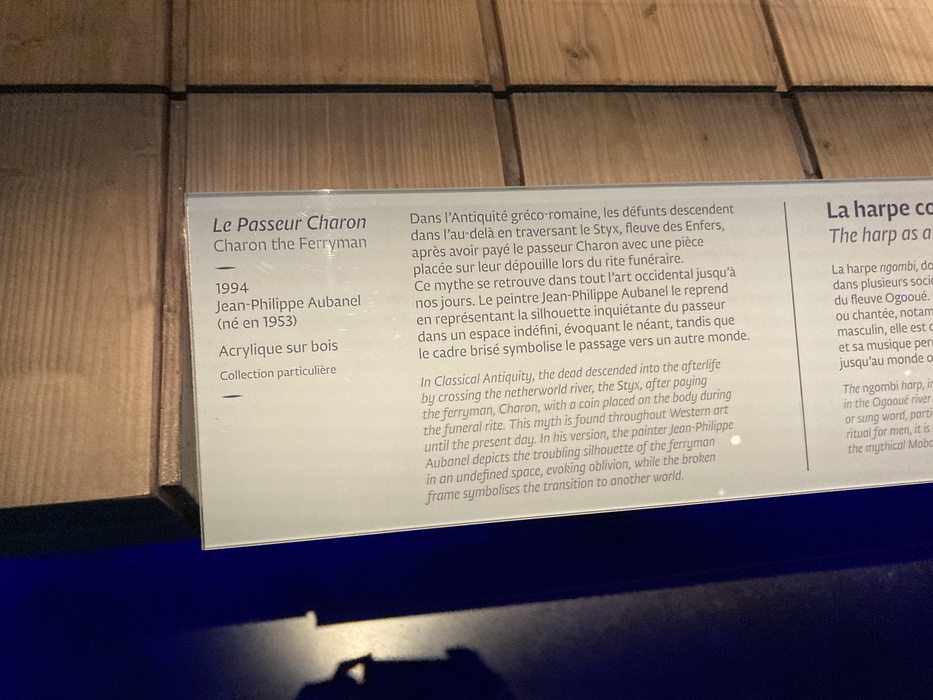 Le Passeur Charon
Charon the Ferryman
1994
Jean-Philippe Aubanel
(né en 1953)
Acrylique sur bois
Collection particulière
Dans l'Antiquité gréco-romaine, les défunts descendent
dans l'au-delà en traversant le Styx, fleuve des Enfers,
après avoir payé le passeur Charon avec une pièce
placée sur leur dépouille lors du rite funéraire.
Ce mythe se retrouve dans tout l'art occidental jusqu'à
nos jours. Le peintre Jean-Philippe Aubanel le reprend
en représentant la silhouette inquiétante du passeur
dans un espace indéfini, évoquant le néant, tandis que
le cadre brisé symbolise le passage vers un autre monde.
In Classical Antiquity, the dead descended into the afterlife
by crossing the netherworld river, the Styx, after paying
the ferryman, Charon, with a coin placed on the body during
the funeral rite. This myth is found throughout Western art
until the present day. In his version, the painter Jean-Philippe
Aubanel depicts the troubling silhouette of the ferryman
in an undefined space, evoking oblivion, while the broken
frame symbolises the transition to another world.
La harpe
The harp as a
La harpe ngombi,
dans plusieurs
du fleuve Ogooué.
ou chantée,
masculin, elle est
et sa musique
jusqu'au monde
The ngombi harp,
in the Ogooué river
or sung word,
ritual for men, it is
the mythical